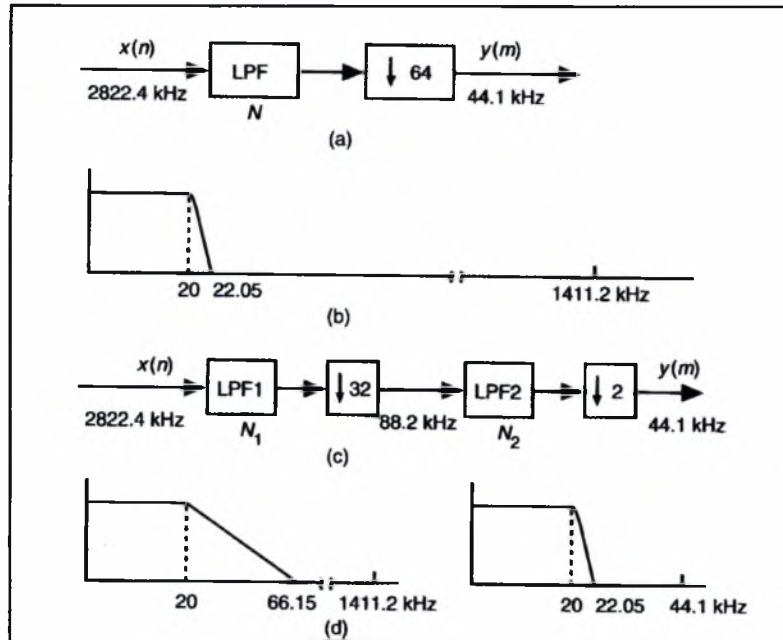 x(n) y(m)
LPF ↓ 64
2822.4 kHz 44.1 kHz
N
(a)
20 22.05 1411.2 kHz
(b)
x(n) y(m)
LPF1 ↓ 32 LPF2 ↓ 2
2822.4 kHz 88.2 kHz 44.1 kHz
N1 N2
(c)
20 66.15 1411.2 kHz 20 22.05 44.1 kHz
(d)